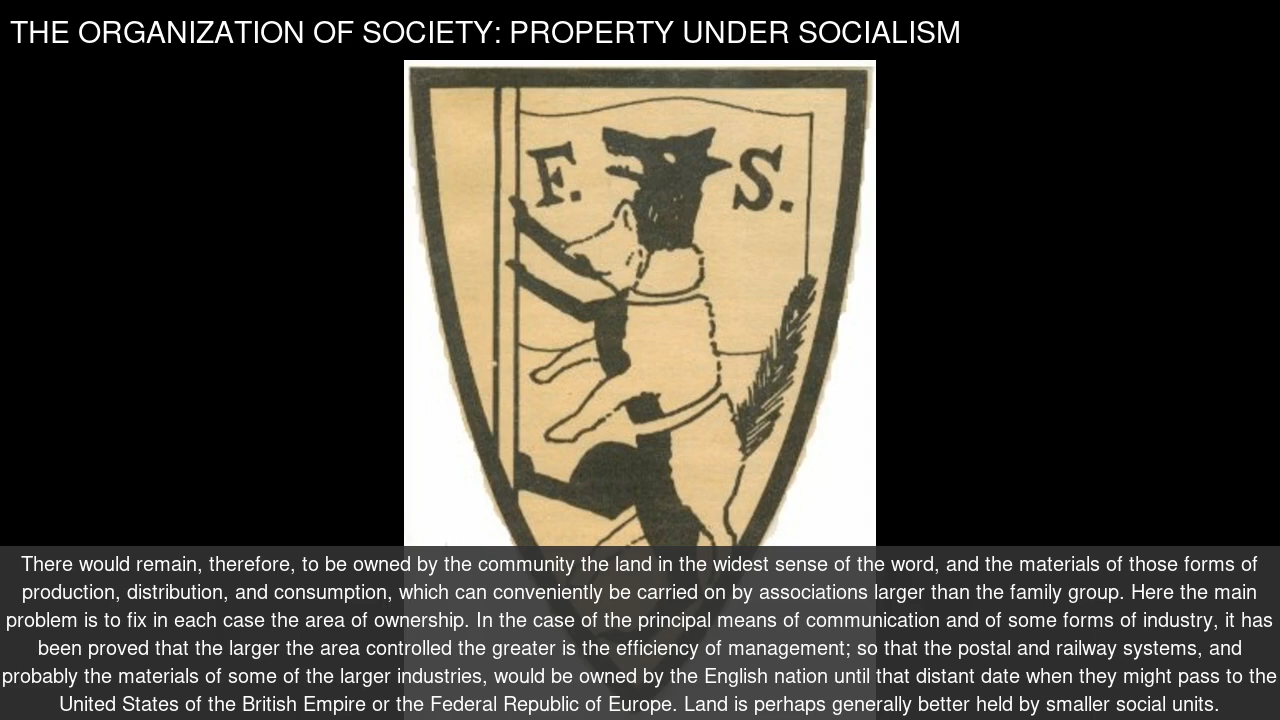 THE ORGANIZATION OF SOCIETY: PROPERTY UNDER SOCIALISM
F. S.
There would remain, therefore, to be owned by the community the land in the widest sense of the word, and the materials of those forms of
production, distribution, and consumption, which can conveniently be carried on by associations larger than the family group. Here the main
problem is to fix in each case the area of ownership. In the case of the principal means of communication and of some forms of industry, it has
been proved that the larger the area controlled the greater is the efficiency of management; so that the postal and railway systems, and
probably the materials of some of the larger industries, would be owned by the English nation until that distant date when they might pass to the
United States of the British Empire or the Federal Republic of Europe. Land is perhaps generally better held by smaller social units.